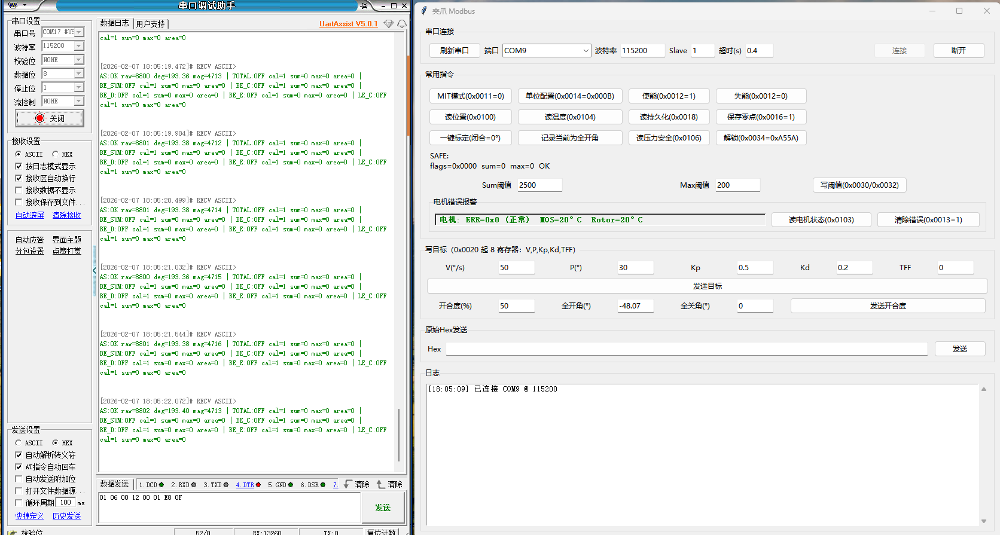 串口调试助手
串口设置
串口号 COM17 #US
波特率 115200
校验位 NONE
数据位 8
停止位 1
流控制 NONE
关闭
接收设置
ASCII HEX
按日志模式显示
接收区自动换行
接收数据不显示
接收保存到文件...
自动滚屏 清除接收
自动应答 界面主题
分包设置 点赞打赏
发送设置
ASCII HEX
自动解析转义符
AT指令自动回车
自动发送附加位
打开文件数据源...
循环周期 100 ms
快捷定义 历史发送
数据日志 用户支持 UartAssist V5.0.1
cal=1 sum=0 max=0 area=0
[2026-02-07 18:05:19.472]# RECV ASCII>
AS:OK raw=8800 deg=193.36 mag=4713 | TOTAL:OFF cal=1 sum=0 max=0 area=0 |
BE_SUM:OFF cal=1 sum=0 max=0 area=0 | BE_C:OFF cal=1 sum=0 max=0 area=0 |
BE_D:OFF cal=1 sum=0 max=0 area=0 | BE_E:OFF cal=1 sum=0 max=0 area=0 | LE_C:OFF
cal=1 sum=0 max=0 area=0
[2026-02-07 18:05:19.984]# RECV ASCII>
AS:OK raw=8801 deg=193.38 mag=4712 | TOTAL:OFF cal=1 sum=0 max=0 area=0 |
BE_SUM:OFF cal=1 sum=0 max=0 area=0 | BE_C:OFF cal=1 sum=0 max=0 area=0 |
BE_D:OFF cal=1 sum=0 max=0 area=0 | BE_E:OFF cal=1 sum=0 max=0 area=0 | LE_C:OFF
cal=1 sum=0 max=0 area=0
[2026-02-07 18:05:20.499]# RECV ASCII>
AS:OK raw=8801 deg=193.38 mag=4714 | TOTAL:OFF cal=1 sum=0 max=0 area=0 |
BE_SUM:OFF cal=1 sum=0 max=0 area=0 | BE_C:OFF cal=1 sum=0 max=0 area=0 |
BE_D:OFF cal=1 sum=0 max=0 area=0 | BE_E:OFF cal=1 sum=0 max=0 area=0 | LE_C:OFF
cal=1 sum=0 max=0 area=0
[2026-02-07 18:05:21.032]# RECV ASCII>
AS:OK raw=8800 deg=193.36 mag=4715 | TOTAL:OFF cal=1 sum=0 max=0 area=0 |
BE_SUM:OFF cal=1 sum=0 max=0 area=0 | BE_C:OFF cal=1 sum=0 max=0 area=0 |
BE_D:OFF cal=1 sum=0 max=0 area=0 | BE_E:OFF cal=1 sum=0 max=0 area=0 | LE_C:OFF
cal=1 sum=0 max=0 area=0
[2026-02-07 18:05:21.544]# RECV ASCII>
AS:OK raw=8801 deg=193.38 mag=4716 | TOTAL:OFF cal=1 sum=0 max=0 area=0 |
BE_SUM:OFF cal=1 sum=0 max=0 area=0 | BE_C:OFF cal=1 sum=0 max=0 area=0 |
BE_D:OFF cal=1 sum=0 max=0 area=0 | BE_E:OFF cal=1 sum=0 max=0 area=0 | LE_C:OFF
cal=1 sum=0 max=0 area=0
[2026-02-07 18:05:22.072]# RECV ASCII>
AS:OK raw=8802 deg=193.40 mag=4713 | TOTAL:OFF cal=1 sum=0 max=0 area=0 |
BE_SUM:OFF cal=1 sum=0 max=0 area=0 | BE_C:OFF cal=1 sum=0 max=0 area=0 |
BE_D:OFF cal=1 sum=0 max=0 area=0 | BE_E:OFF cal=1 sum=0 max=0 area=0 | LE_C:OFF
cal=1 sum=0 max=0 area=0
数据发送 1.DCD 2.RXD 3.TXD 4.DTR 5.GND 6.DSR 7. 清除 清除
01 06 00 12 00 01 E8 0F
发送
校验位 52/0 RX:13260 TX:0 复位计数
夹爪 Modbus
串口连接
刷新串口 端口 COM9 波特率 115200 Slave 1 超时(s) 0.4 连接 断开
常用指令
MIT模式(0x0011=0) 单位配置(0x0014=0x000B) 使能(0x0012=1) 失能(0x0012=0)
读位置(0x0100) 读温度(0x0104) 读持久化(0x0018) 保存零点(0x0016=1)
一键标定(闭合=0°) 记录当前为全开角 读压力安全(0x0106) 解锁(0x0034=0xA55A)
SAFE:
flags=0x0000 sum=0 max=0 OK
Sum阈值 2500 Max阈值 200 写阈值(0x0030/0x0032)
电机错误报警
电机: ERR=0x0 (正常) MOS=20°C Rotor=20°C 读电机状态(0x0103) 清除错误(0x0013=1)
写目标（0x0020 起 8 寄存器：V,P,Kp,Kd,TFF)
V(°/s) 50 P(°) 30 Kp 0.5 Kd 0.2 TFF 0
发送目标
开合度(%) 50 全开角(°) -48.07 全关角(°) 0 发送开合度
原始Hex发送
Hex 发送
日志
[18:05:09] 已连接 COM9 @ 115200